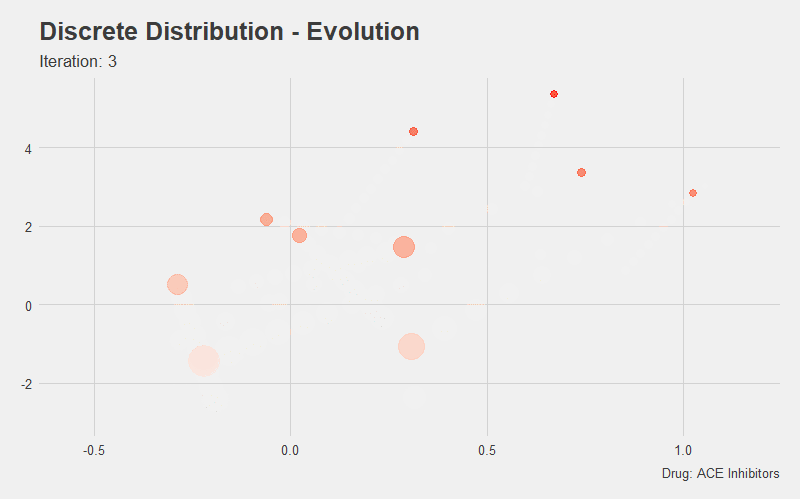 Discrete Distribution - Evolution
Iteration: 3
4
2
0
-2
-0.5 0.0 0.5 1.0
Drug: ACE Inhibitors